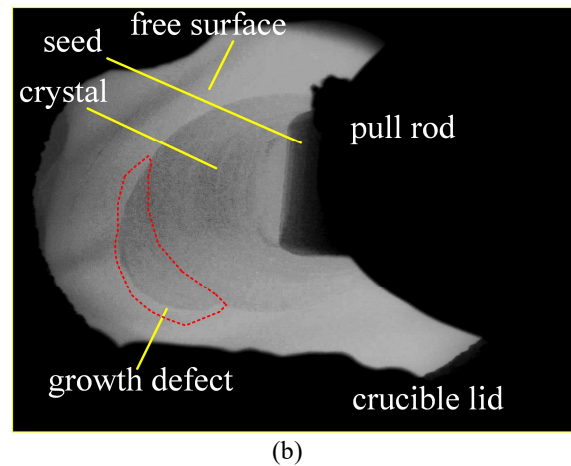 free surface
seed
crystal
pull rod
growth defect
crucible lid
(b)